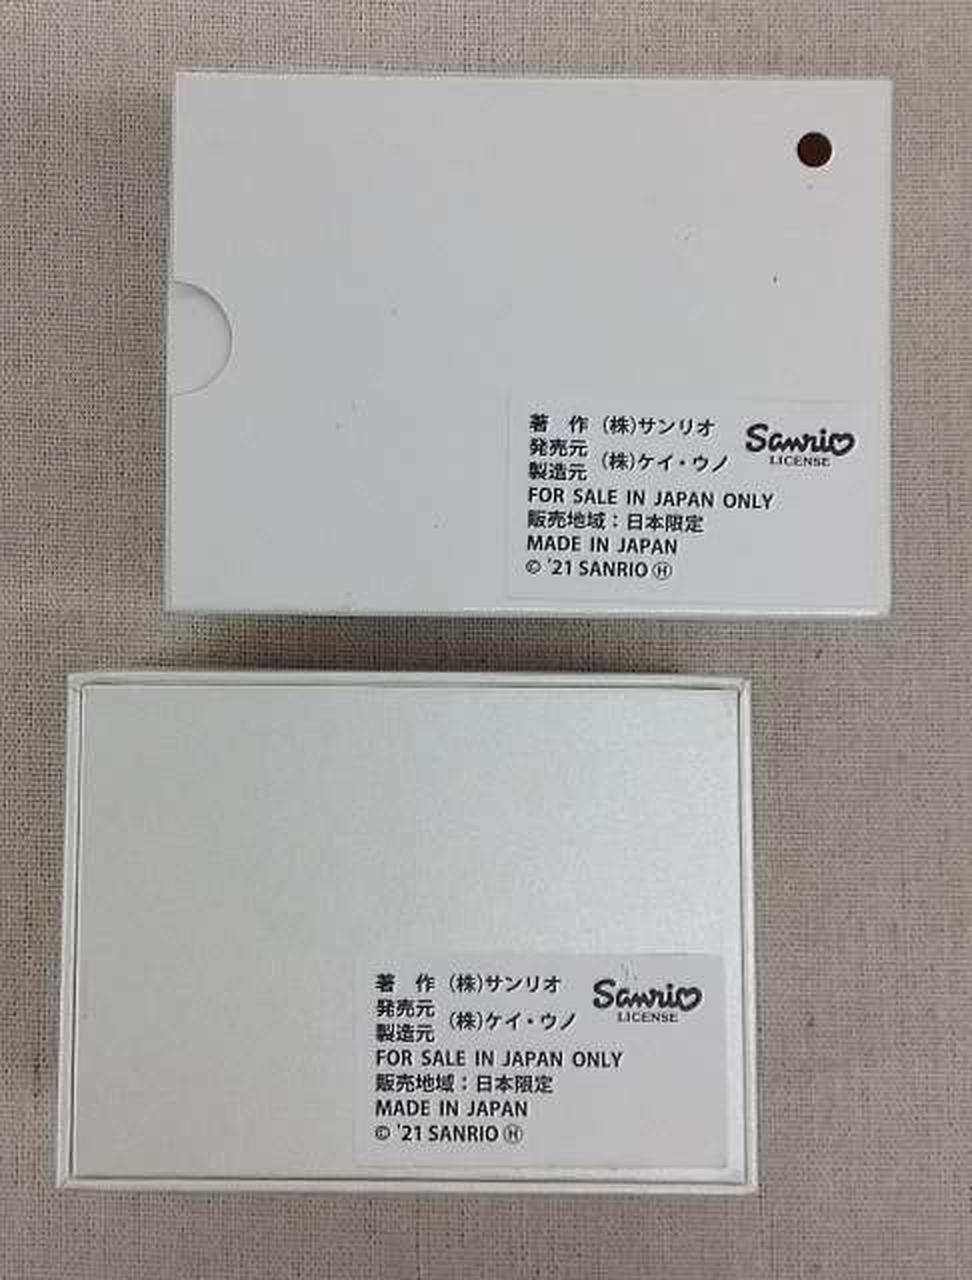 著 作 (株)サンリオ
Sanrio
LICENSE
発売元
製造元
(株)ケイ・ウノ
FOR SALE IN JAPAN ONLY
販売地域：日本限定
MADE IN JAPAN
© '21 SANRIO Ⓗ
著 作 (株)サンリオ
Sanrio
LICENSE
発売元
製造元
(株)ケイ・ウノ
FOR SALE IN JAPAN ONLY
販売地域：日本限定
MADE IN JAPAN
© '21 SANRIO Ⓗ